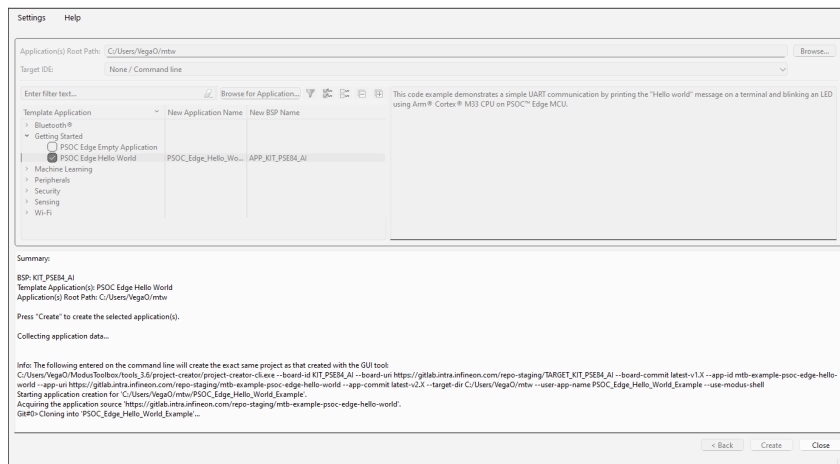 Settings Help
Application(s) Root Path: C:/Users/VegaO/mtw Browse...
Target IDE: None / Command line
Enter filter text... Browse for Application... This code example demonstrates a simple UART communication by printing the "Hello world" message on a terminal and blinking an LED
using Arm® Cortex® M33 CPU on PSOC™ Edge MCU.
Template Application New Application Name New BSP Name
Bluetooth®
Getting Started
PSOC Edge Empty Application
PSOC Edge Hello World PSOC_Edge_Hello_Wo... APP_KIT_PSE84_AI
Machine Learning
Peripherals
Security
Sensing
Wi-Fi
Summary:
BSP: KIT_PSE84_AI
Template Application(s): PSOC Edge Hello World
Application(s) Root Path: C:/Users/VegaO/mtw
Press "Create" to create the selected application(s).
Collecting application data...
Info: The following entered on the command line will create the exact same project as that created with the GUI tool:
C:/Users/VegaO/ModusToolbox/tools_3.6/project-creator/project-creator-cli.exe --board-id KIT_PSE84_AI --board-uri https://gitlab.intra.infineon.com/repo-staging/TARGET_KIT_PSE84_AI --board-commit latest-v1.X --app-id mtb-example-psoc-edge-hello-
world --app-uri https://gitlab.intra.infineon.com/repo-staging/mtb-example-psoc-edge-hello-world --app-commit latest-v2.X --target-dir C:/Users/VegaO/mtw --user-app-name PSOC_Edge_Hello_World_Example --use-modus-shell
Starting application creation for 'C:/Users/VegaO/mtw/PSOC_Edge_Hello_World_Example'.
Acquiring the application source 'https://gitlab.intra.infineon.com/repo-staging/mtb-example-psoc-edge-hello-world'.
Git#0>Cloning into 'PSOC_Edge_Hello_World_Example'...
< Back Create Close